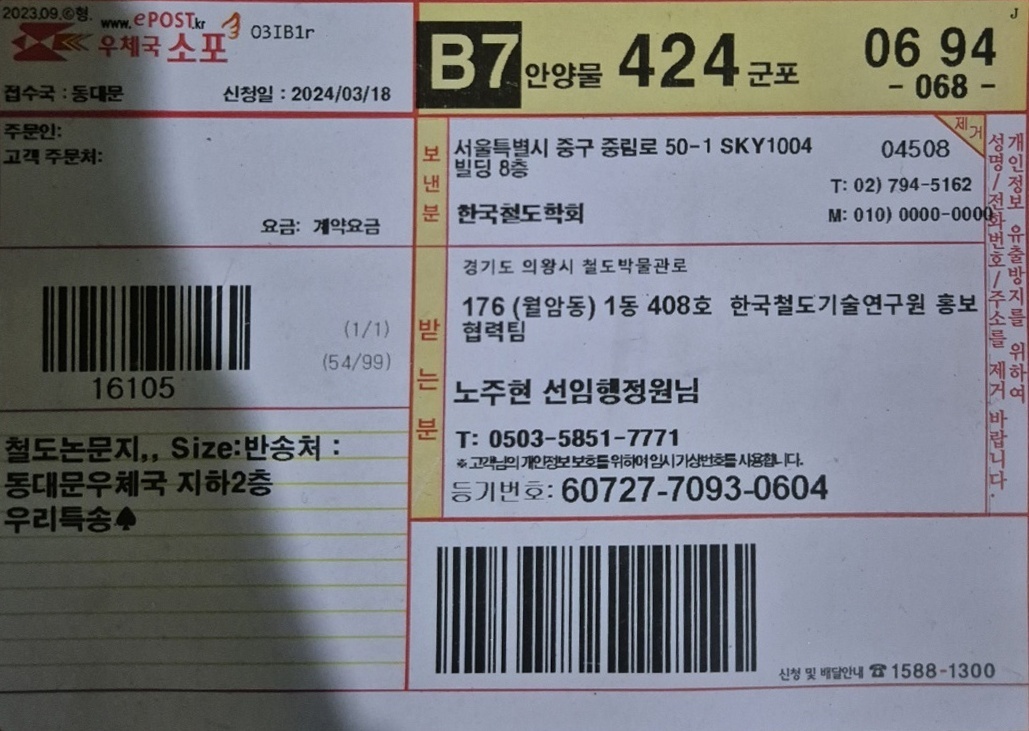 2023.09.ⓒ형.
www.ePOST.kr
우체국 소포
O3IB1r
접수국 : 동대문 신청일 : 2024/03/18
B7 안양물 424 군포
06 94
- 068 -
J
주문인:
고객 주문처:
요금: 계약요금
보낸분
서울특별시 중구 중림로 50-1 SKY1004
빌딩 8층
04508
T: 02) 794-5162
한국철도학회
M: 010) 0000-0000
제거
개인정보 유출방지를 위하여
성명/전화번호/주소를 제거 바랍니다.
받는분
경기도 의왕시 철도박물관로
176 (월암동) 1동 408호 한국철도기술연구원 홍보
협력팀
노주현 선임행정원님
T: 0503-5851-7771
※고객님의 개인정보보호를 위하여 임시가상번호를 사용합니다.
등기번호: 60727-7093-0604
(1/1)
(54/99)
16105
철도논문지,, Size:반송처 :
동대문우체국 지하2층
우리특송♠
신청 및 배달안내 ☎1588-1300